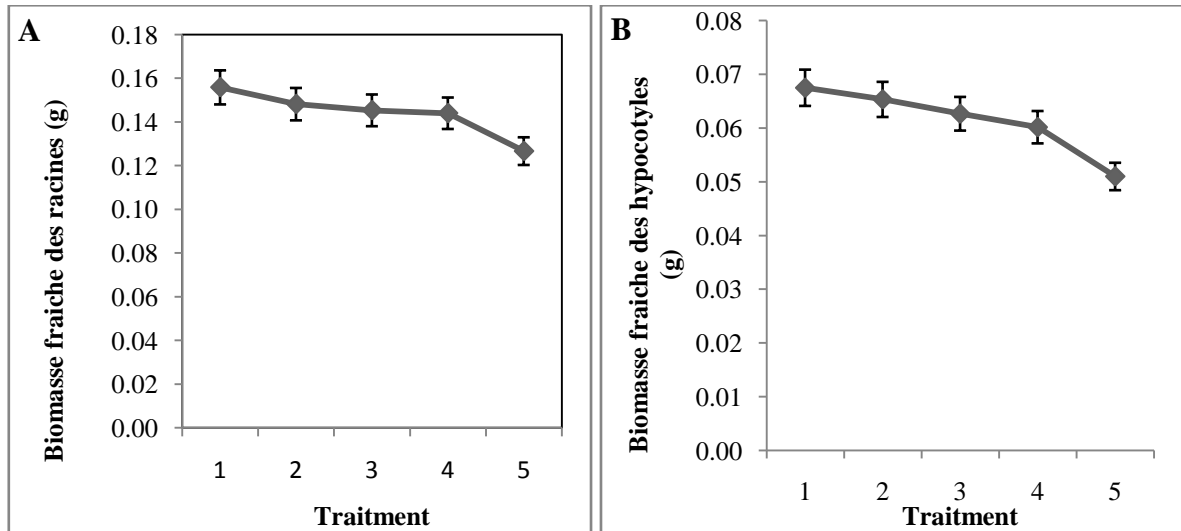 A
Biomasse fraiche des racines (g)
0.18
0.16
0.14
0.12
0.10
0.08
0.06
0.04
0.02
0.00
1 2 3 4 5
Traitment
B
Biomasse fraiche des hypocotyles
(g)
0.08
0.07
0.06
0.05
0.04
0.03
0.02
0.01
0.00
1 2 3 4 5
Traitment